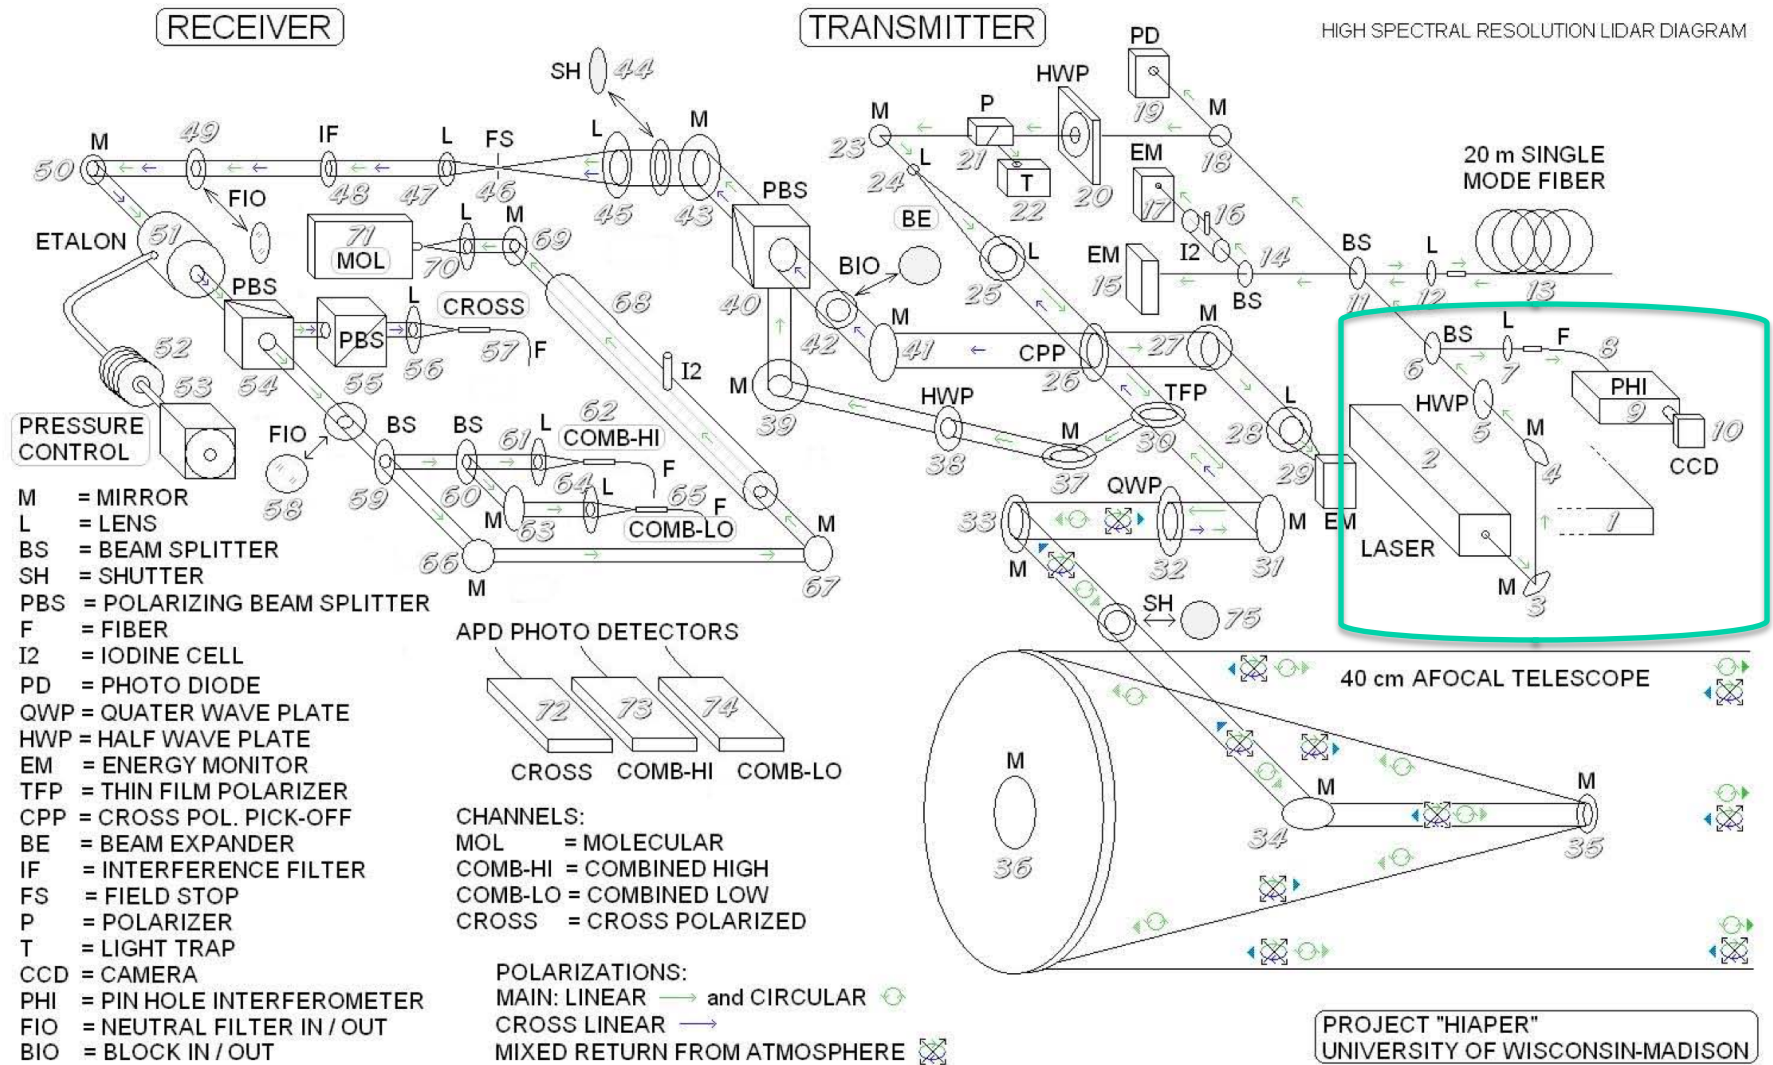 RECEIVER
TRANSMITTER
HIGH SPECTRAL RESOLUTION LIDAR DIAGRAM
PD
19
HWP
20
M
18
P
21
T
22
M
23
L
24
EM
17
16
I2
BS
14
EM
15
BS
11
L
12
20 m SINGLE
MODE FIBER
13
SH
44
M
43
L
45
FS
46
L
47
IF
48
49
FIO
M
50
ETALON
51
PBS
40
BE
BIO
42
L
25
M
41
CPP
26
M
27
TFP
30
L
28
29
EM
71
MOL
L
70
M
69
68
I2
62
PBS
54
PBS
55
L
56
CROSS
57
F
52
53
PRESSURE
CONTROL
FIO
58
BS
59
BS
60
L
61
COMB-HI
64
F
M
63
L
65
F
COMB-LO
66
M
M
67
M
39
HWP
38
M
37
QWP
32
M
31
33
M
SH
75
BS
6
L
7
F
8
PHI
9
10
CCD
HWP
5
M
4
2
LASER
1
M
3
40 cm AFOCAL TELESCOPE
M
36
M
34
M
35
M = MIRROR
L = LENS
BS = BEAM SPLITTER
SH = SHUTTER
PBS = POLARIZING BEAM SPLITTER
F = FIBER
I2 = IODINE CELL
PD = PHOTO DIODE
QWP = QUATER WAVE PLATE
HWP = HALF WAVE PLATE
EM = ENERGY MONITOR
TFP = THIN FILM POLARIZER
CPP = CROSS POL. PICK-OFF
BE = BEAM EXPANDER
IF = INTERFERENCE FILTER
FS = FIELD STOP
P = POLARIZER
T = LIGHT TRAP
CCD = CAMERA
PHI = PIN HOLE INTERFEROMETER
FIO = NEUTRAL FILTER IN / OUT
BIO = BLOCK IN / OUT
APD PHOTO DETECTORS
72 73 74
CROSS COMB-HI COMB-LO
CHANNELS:
MOL = MOLECULAR
COMB-HI = COMBINED HIGH
COMB-LO = COMBINED LOW
CROSS = CROSS POLARIZED
POLARIZATIONS:
MAIN: LINEAR and CIRCULAR
CROSS LINEAR
MIXED RETURN FROM ATMOSPHERE
PROJECT "HIAPER"
UNIVERSITY OF WISCONSIN-MADISON